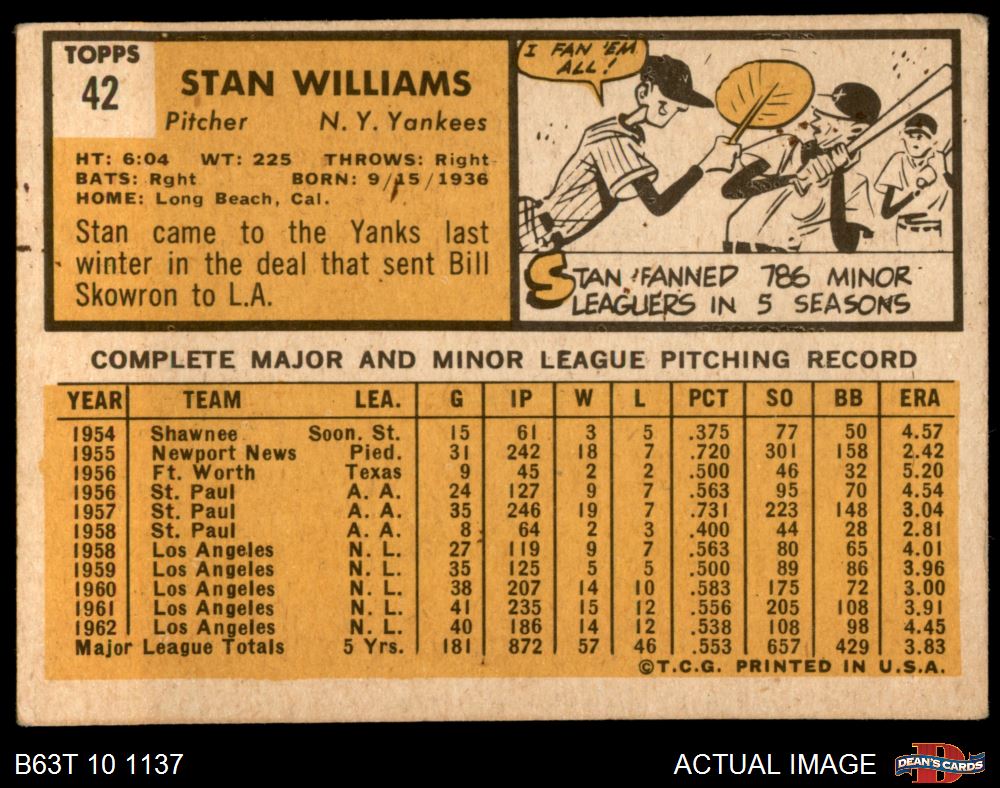 TOPPS
42
STAN WILLIAMS
Pitcher N. Y. Yankees
HT: 6:04 WT: 225 THROWS: Right
BATS: Rght BORN: 9/15/1936
HOME: Long Beach, Cal.
Stan came to the Yanks last
winter in the deal that sent Bill
Skowron to L.A.
I FAN 'EM
ALL!
STAN FANNED 786 MINOR
LEAGUERS IN 5 SEASONS
COMPLETE MAJOR AND MINOR LEAGUE PITCHING RECORD
YEAR TEAM LEA. G IP W L PCT SO BB ERA
1954 Shawnee Soon. St. 15 61 3 5 .375 77 50 4.57
1955 Newport News Pied. 31 242 18 7 .720 301 158 2.42
1956 Ft. Worth Texas 9 45 2 2 .500 46 32 5.20
1956 St. Paul A. A. 24 127 9 7 .563 95 70 4.54
1957 St. Paul A. A. 35 246 19 7 .731 223 148 3.04
1958 St. Paul A. A. 8 64 2 3 .400 44 28 2.81
1958 Los Angeles N. L. 27 119 9 7 .563 80 65 4.01
1959 Los Angeles N. L. 35 125 5 5 .500 89 86 3.96
1960 Los Angeles N. L. 38 207 14 10 .583 175 72 3.00
1961 Los Angeles N. L. 41 235 15 12 .556 205 108 3.91
1962 Los Angeles N. L. 40 186 14 12 .538 108 98 4.45
Major League Totals 5 Yrs. 181 872 57 46 .553 657 429 3.83
©T.C.G. PRINTED IN U.S.A.
B63T 10 1137
ACTUAL IMAGE
D
DEAN'S CARDS